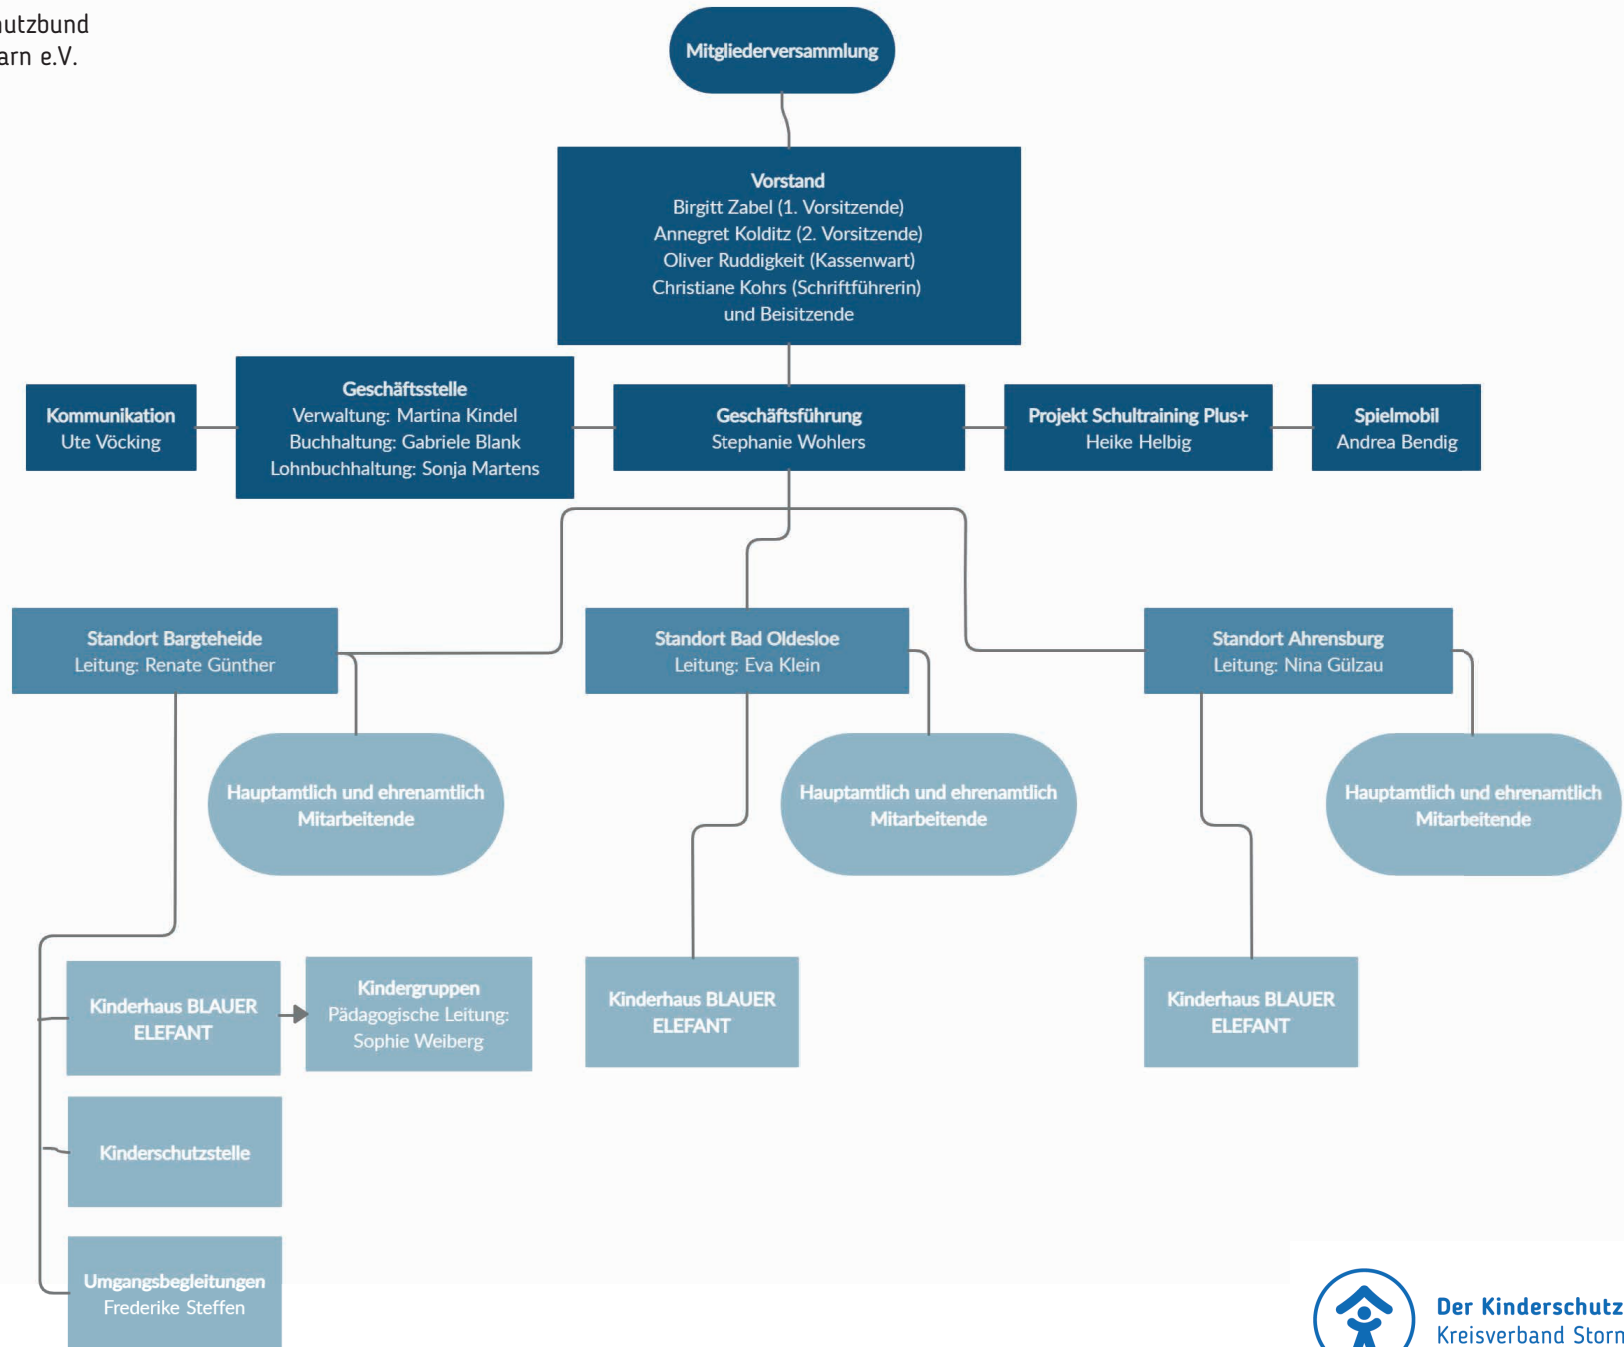 e.V.
Mitgliederversammlung
Vorstand
Birgitt Zabel (1. Vorsitzende)
Annegret Kolditz (2. Vorsitzende)
Oliver Ruddigkeit (Kassenwart)
Christiane Kohrs (Schriftführerin)
und Beisitzende
Kommunikation
Ute Vöcking
Geschäftsstelle
Verwaltung: Martina Kindel
Buchhaltung: Gabriele Blank
Lohnbuchhaltung: Sonja Martens
Geschäftsführung
Stephanie Wohlers
Projekt Schultraining Plus+
Heike Helbig
Spielmobil
Andrea Bendig
Standort Bargteheide
Leitung: Renate Günther
Standort Bad Oldesloe
Leitung: Eva Klein
Standort Ahrensburg
Leitung: Nina Gülzau
Hauptamtlich und ehrenamtlich
Mitarbeitende
Hauptamtlich und ehrenamtlich
Mitarbeitende
Hauptamtlich und ehrenamtlich
Mitarbeitende
Kinderhaus BLAUER
ELEFANT
Kindergruppen
Pädagogische Leitung:
Sophie Weiberg
Kinderhaus BLAUER
ELEFANT
Kinderhaus BLAUER
ELEFANT
Kinderschutzstelle
Umgangsbegleitungen
Frederike Steffen
Der Kinderschutz
Kreisverband Storn